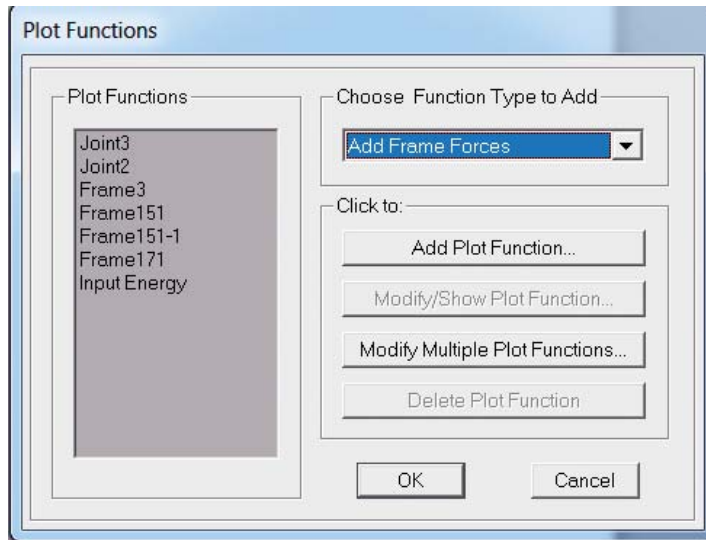 Plot Functions
Plot Functions
Joint3
Joint2
Frame3
Frame151
Frame151-1
Frame171
Input Energy
Choose Function Type to Add
Add Frame Forces
Click to:
Add Plot Function...
Modify/Show Plot Function...
Modify Multiple Plot Functions...
Delete Plot Function
OK
Cancel